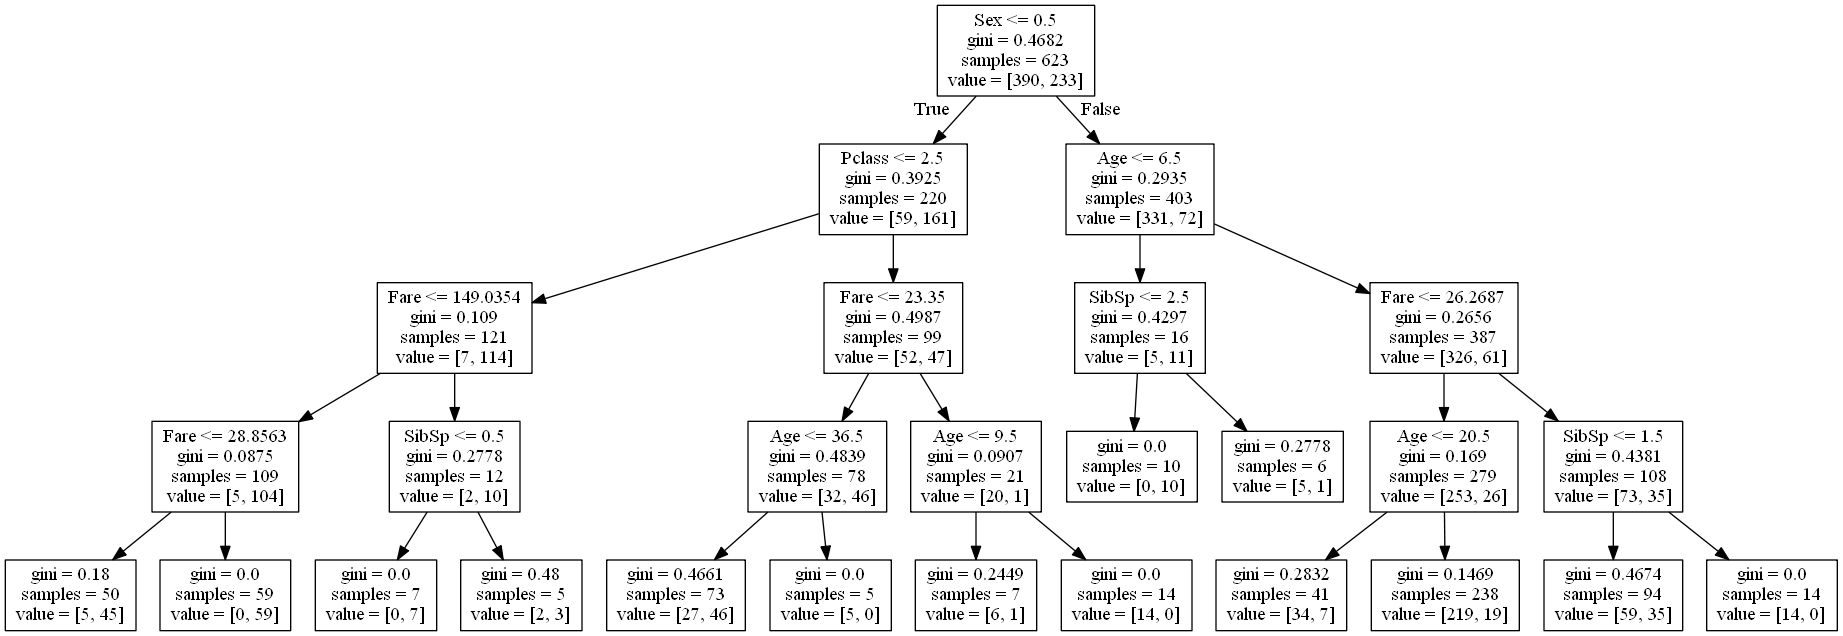 Sex <= 0.5
gini = 0.4682
samples = 623
value = [390, 233]
True
False
Pclass <= 2.5
gini = 0.3925
samples = 220
value = [59, 161]
Age <= 6.5
gini = 0.2935
samples = 403
value = [331, 72]
Fare <= 149.0354
gini = 0.109
samples = 121
value = [7, 114]
Fare <= 23.35
gini = 0.4987
samples = 99
value = [52, 47]
SibSp <= 2.5
gini = 0.4297
samples = 16
value = [5, 11]
Fare <= 26.2687
gini = 0.2656
samples = 387
value = [326, 61]
Fare <= 28.8563
gini = 0.0875
samples = 109
value = [5, 104]
SibSp <= 0.5
gini = 0.2778
samples = 12
value = [2, 10]
Age <= 36.5
gini = 0.4839
samples = 78
value = [32, 46]
Age <= 9.5
gini = 0.0907
samples = 21
value = [20, 1]
gini = 0.0
samples = 10
value = [0, 10]
gini = 0.2778
samples = 6
value = [5, 1]
Age <= 20.5
gini = 0.169
samples = 279
value = [253, 26]
SibSp <= 1.5
gini = 0.4381
samples = 108
value = [73, 35]
gini = 0.18
samples = 50
value = [5, 45]
gini = 0.0
samples = 59
value = [0, 59]
gini = 0.0
samples = 7
value = [0, 7]
gini = 0.48
samples = 5
value = [2, 3]
gini = 0.4661
samples = 73
value = [27, 46]
gini = 0.0
samples = 5
value = [5, 0]
gini = 0.2449
samples = 7
value = [6, 1]
gini = 0.0
samples = 14
value = [14, 0]
gini = 0.2832
samples = 41
value = [34, 7]
gini = 0.1469
samples = 238
value = [219, 19]
gini = 0.4674
samples = 94
value = [59, 35]
gini = 0.0
samples = 14
value = [14, 0]